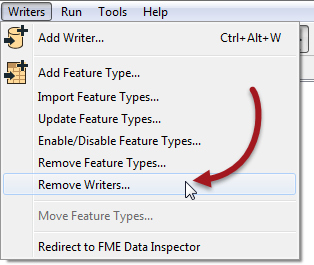 Writers Run Tools Help
Add Writer... Ctrl+Alt+W
Add Feature Type...
Import Feature Types...
Update Feature Types...
Enable/Disable Feature Types...
Remove Feature Types...
Remove Writers...
Move Feature Types...
Redirect to FME Data Inspector